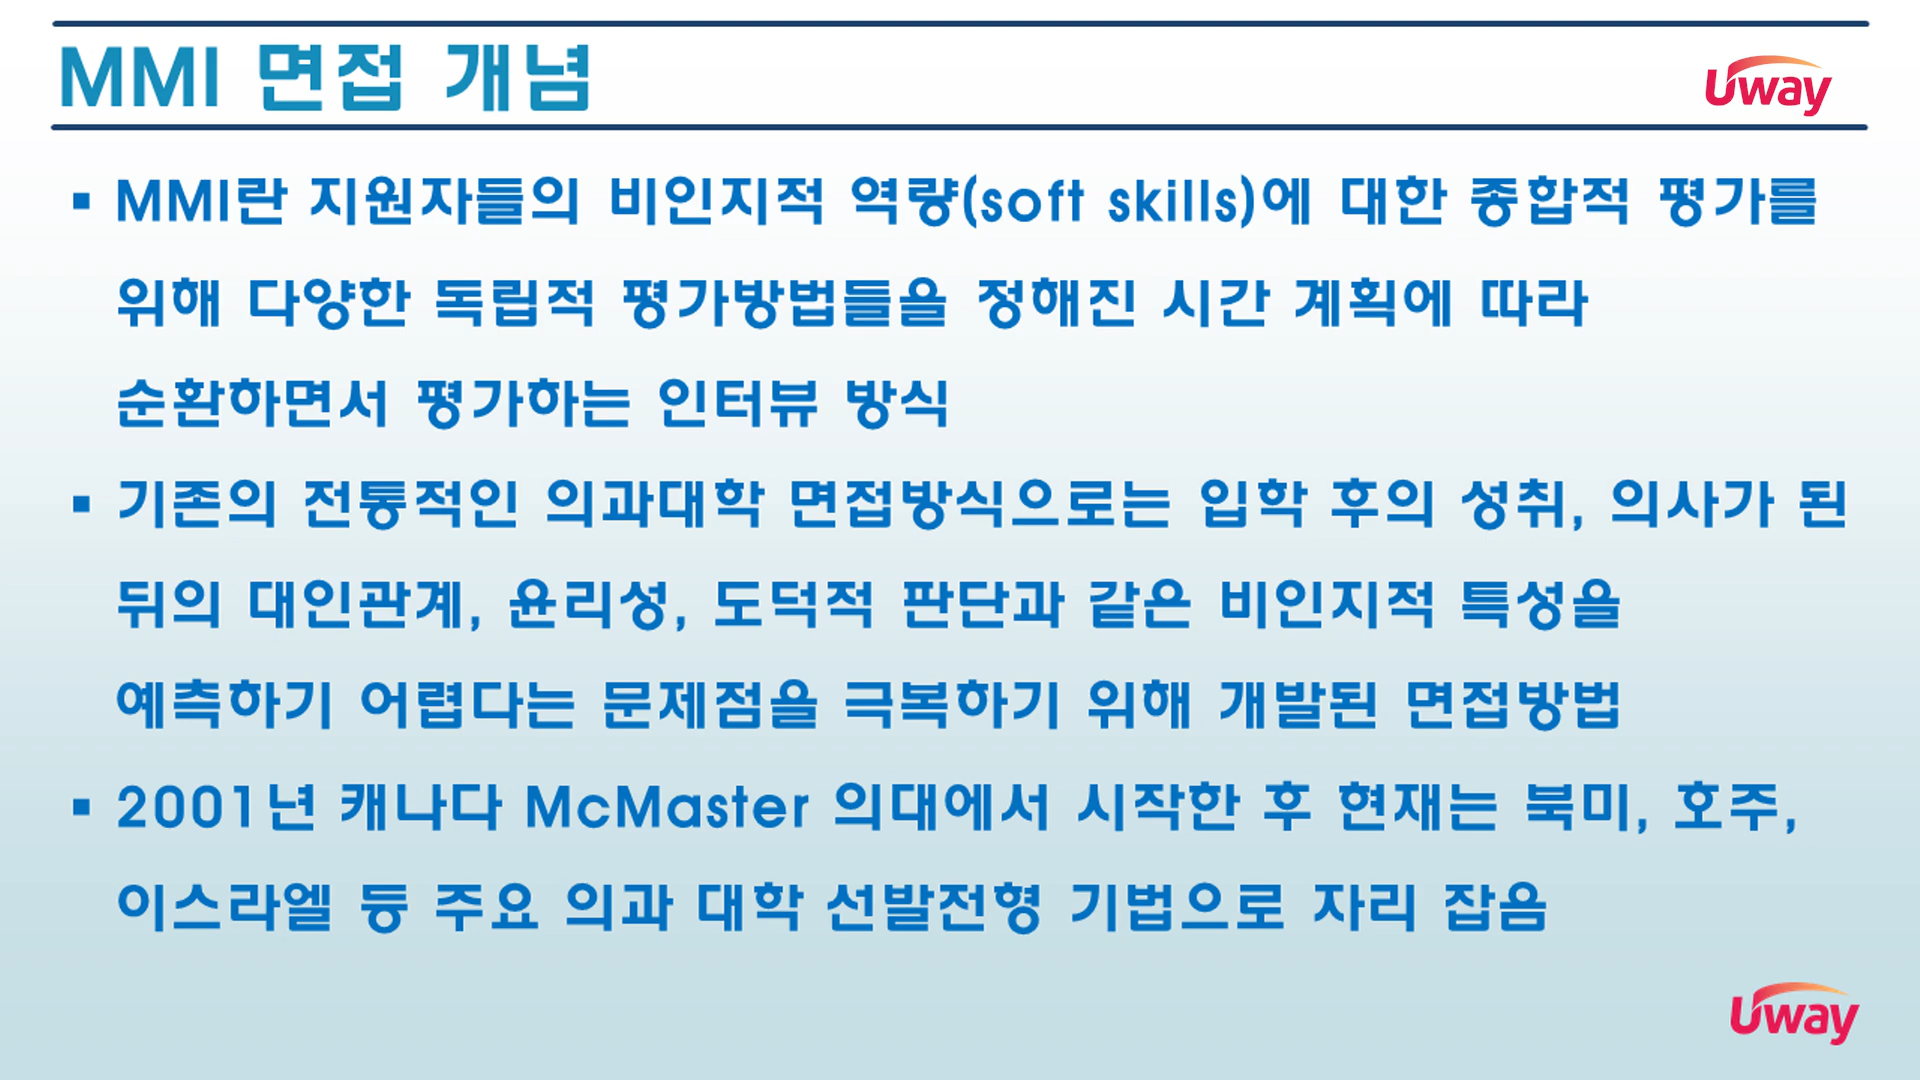 MMI 면접 개념
Uway
▪ MMI란 지원자들의 비인지적 역량(soft skills)에 대한 종합적 평가를
위해 다양한 독립적 평가방법들을 정해진 시간 계획에 따라
순환하면서 평가하는 인터뷰 방식
▪ 기존의 전통적인 의과대학 면접방식으로는 입학 후의 성취, 의사가 된
뒤의 대인관계, 윤리성, 도덕적 판단과 같은 비인지적 특성을
예측하기 어렵다는 문제점을 극복하기 위해 개발된 면접방법
▪ 2001년 캐나다 McMaster 의대에서 시작한 후 현재는 북미, 호주,
이스라엘 등 주요 의과 대학 선발전형 기법으로 자리 잡음
Uway